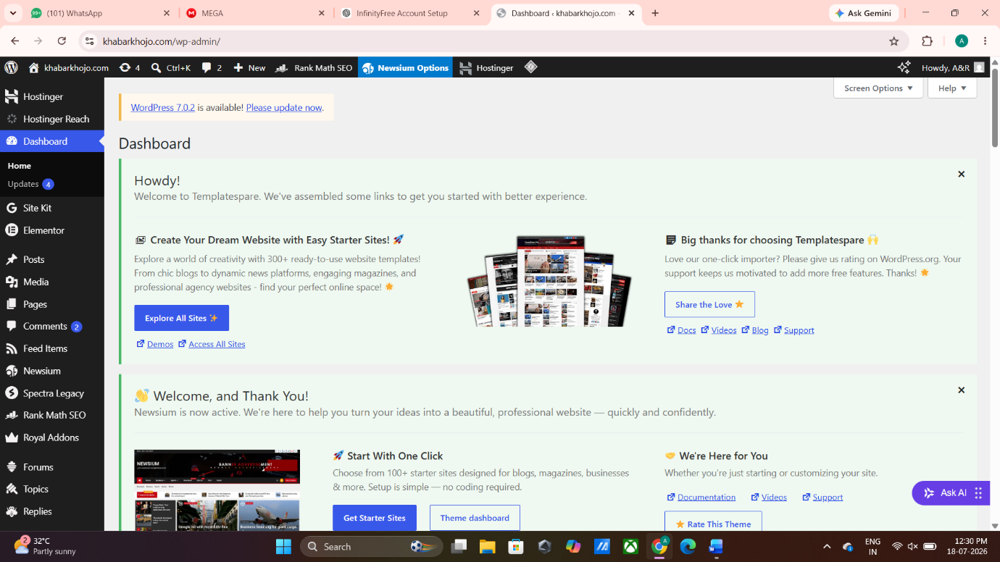 (101) WhatsApp
MEGA
InfinityFree Account Setup
Dashboard ‹ khabarkhojo.com -
Ask Gemini
khabarkhojo.com/wp-admin/
A
khabarkhojo.com
4
Ctrl+K
2
New
Rank Math SEO
Newsium Options
Hostinger
Howdy, A&R
Hostinger
Hostinger Reach
Dashboard
Home
Updates 4
Site Kit
Elementor
Posts
Media
Pages
Comments 2
Feed Items
Newsium
Spectra Legacy
Rank Math SEO
Royal Addons
Forums
Topics
Replies
Screen Options ▼
Help ▼
WordPress 7.0.2 is available! Please update now.
Dashboard
Howdy!
Welcome to Templatespare. We've assembled some links to get you started with better experience.
Create Your Dream Website with Easy Starter Sites! 🚀
Explore a world of creativity with 300+ ready-to-use website templates!
From chic blogs to dynamic news platforms, engaging magazines, and
professional agency websites - find your perfect online space! ⭐
Explore All Sites ✨
Demos
Access All Sites
Big thanks for choosing Templatespare 🙌
Love our one-click importer? Please give us rating on WordPress.org. Your
support keeps us motivated to add more free features. Thanks! ⭐
Share the Love ⭐
Docs
Videos
Blog
Support
👋 Welcome, and Thank You!
Newsium is now active. We're here to help you turn your ideas into a beautiful, professional website — quickly and confidently.
NEWSIUM
BANNER ADVERTISEMENT
🚀 Start With One Click
Choose from 100+ starter sites designed for blogs, magazines, businesses
& more. Setup is simple — no coding required.
Get Starter Sites
Theme dashboard
🤝 We're Here for You
Whether you're just starting or customizing your site.
Documentation
Videos
Support
⭐ Rate This Theme
Ask AI
2
32°C
Partly sunny
Search
ENG
IN
12:30 PM
18-07-2026